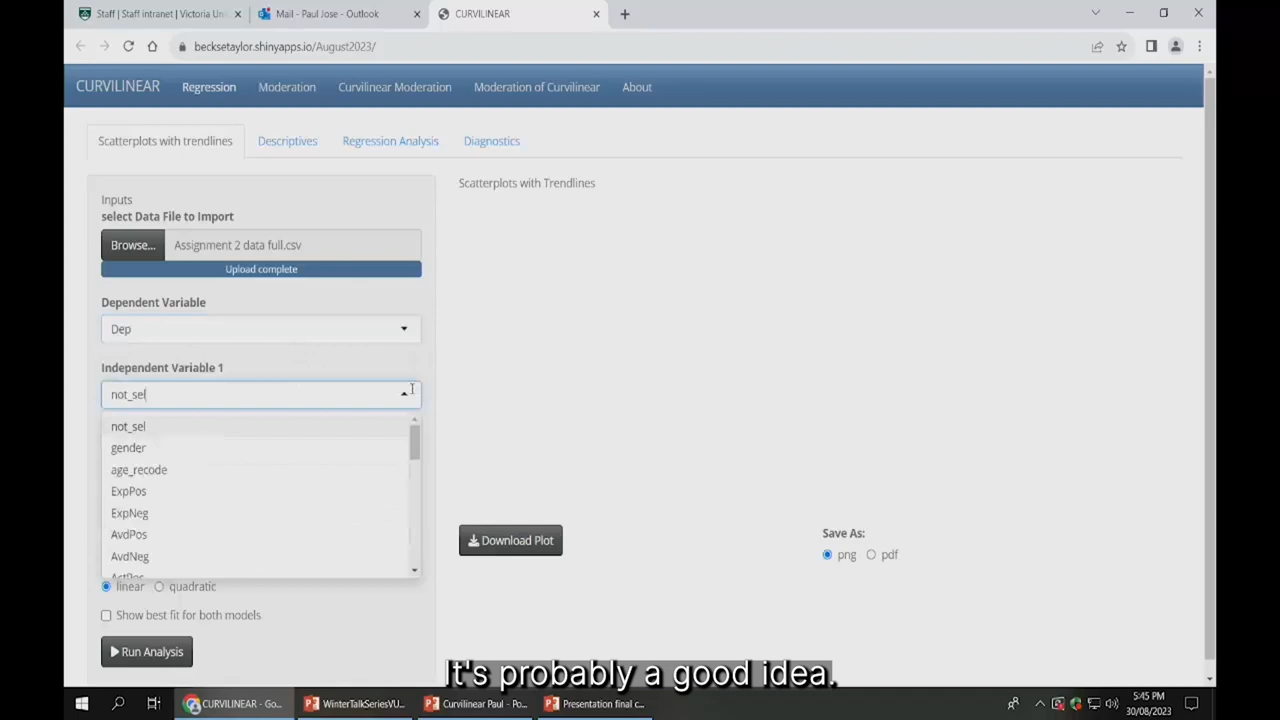 Staff | Staff intranet | Victoria Uni
Mail - Paul Jose - Outlook
CURVILINEAR
becksetaylor.shinyapps.io/August2023/
CURVILINEAR Regression Moderation Curvilinear Moderation Moderation of Curvilinear About
Scatterplots with trendlines Descriptives Regression Analysis Diagnostics
Inputs
select Data File to Import
Browse... Assignment 2 data full.csv
Upload complete
Dependent Variable
Dep
Independent Variable 1
not_sel
not_sel
gender
age_recode
ExpPos
ExpNeg
AvdPos
AvdNeg
ActPos
linear quadratic
Show best fit for both models
Run Analysis
Scatterplots with Trendlines
Download Plot
Save As:
png pdf
It's probably a good idea.
CURVILINEAR - Go...
WinterTalkSeriesVU...
Curvilinear Paul - Po...
Presentation final c...
5:45 PM
30/08/2023